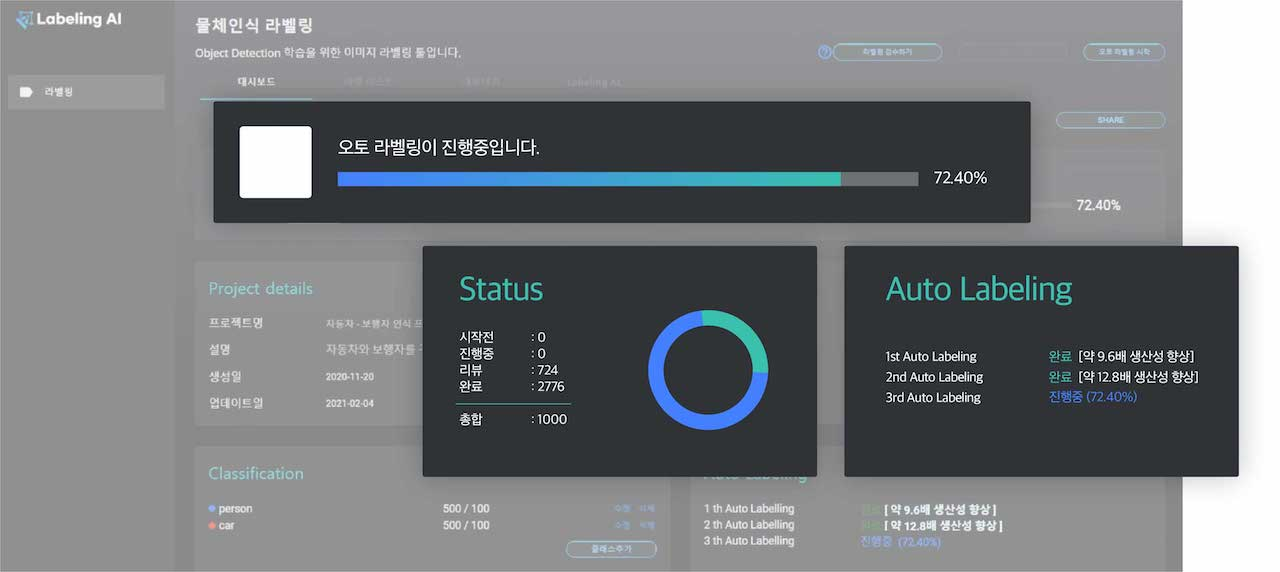 Labeling AI
물체인식 라벨링
Object Detection 학습을 위한 이미지 라벨링 툴입니다.
라벨링 검수하기
오토 라벨링 시작
라벨링
대시보드
Labeling AI
SHARE
오토 라벨링이 진행중입니다.
72.40%
72.40%
Project details
프로젝트명 자동차 - 보행자 인식
설명 자동차와 보행자를
생성일 2020-11-20
업데이트일 2021-02-04
Status
시작전 : 0
진행중 : 0
리뷰 : 724
완료 : 2776
총합 : 1000
Auto Labeling
1st Auto Labeling 완료 [약 9.6배 생산성 향상]
2nd Auto Labeling 완료 [약 12.8배 생산성 향상]
3rd Auto Labeling 진행중 (72.40%)
Classification
person 500 / 100 수정 삭제
car 500 / 100 수정 삭제
클래스추가
Auto Labeling
1 th Auto Labelling 완료 [ 약 9.6배 생산성 향상 ]
2 th Auto Labelling 완료 [ 약 12.8배 생산성 향상 ]
3 th Auto Labelling 진행중 (72.40%)